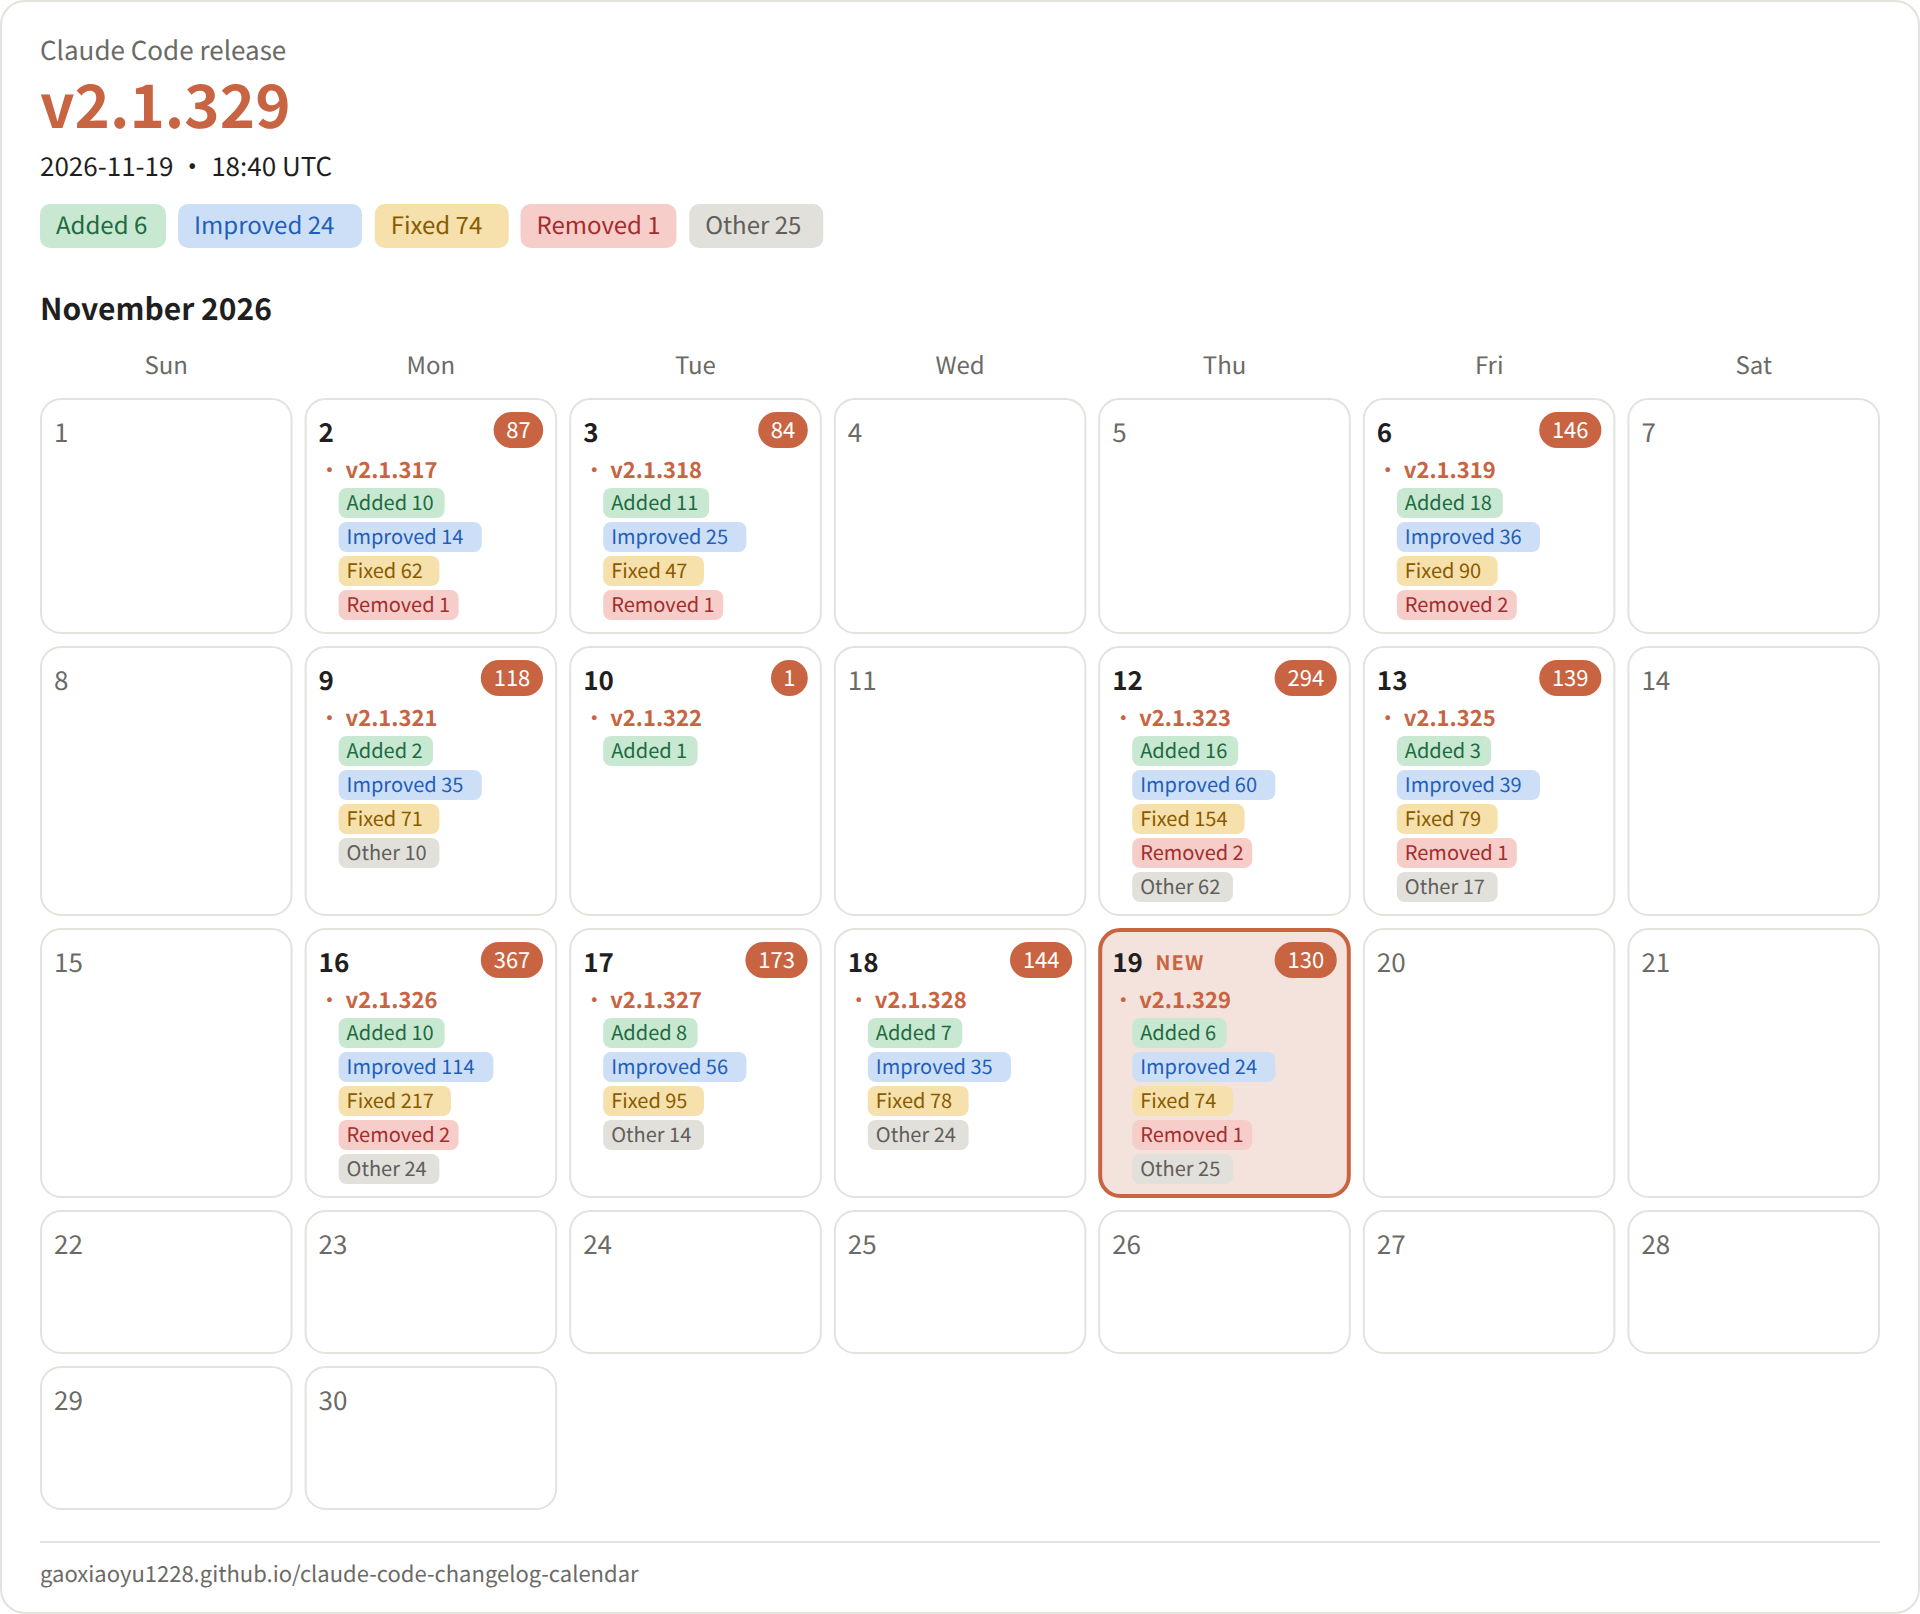 Claude Code release
v2.1.329
2026-11-19 • 18:40 UTC
Added 6 Improved 24 Fixed 74 Removed 1 Other 25
November 2026
Sun Mon Tue Wed Thu Fri Sat
1
2 87
• v2.1.317
Added 10
Improved 14
Fixed 62
Removed 1
3 84
• v2.1.318
Added 11
Improved 25
Fixed 47
Removed 1
4
5
6 146
• v2.1.319
Added 18
Improved 36
Fixed 90
Removed 2
7
8
9 118
• v2.1.321
Added 2
Improved 35
Fixed 71
Other 10
10 1
• v2.1.322
Added 1
11
12 294
• v2.1.323
Added 16
Improved 60
Fixed 154
Removed 2
Other 62
13 139
• v2.1.325
Added 3
Improved 39
Fixed 79
Removed 1
Other 17
14
15
16 367
• v2.1.326
Added 10
Improved 114
Fixed 217
Removed 2
Other 24
17 173
• v2.1.327
Added 8
Improved 56
Fixed 95
Other 14
18 144
• v2.1.328
Added 7
Improved 35
Fixed 78
Other 24
19 NEW 130
• v2.1.329
Added 6
Improved 24
Fixed 74
Removed 1
Other 25
20
21
22
23
24
25
26
27
28
29
30
gaoxiaoyu1228.github.io/claude-code-changelog-calendar